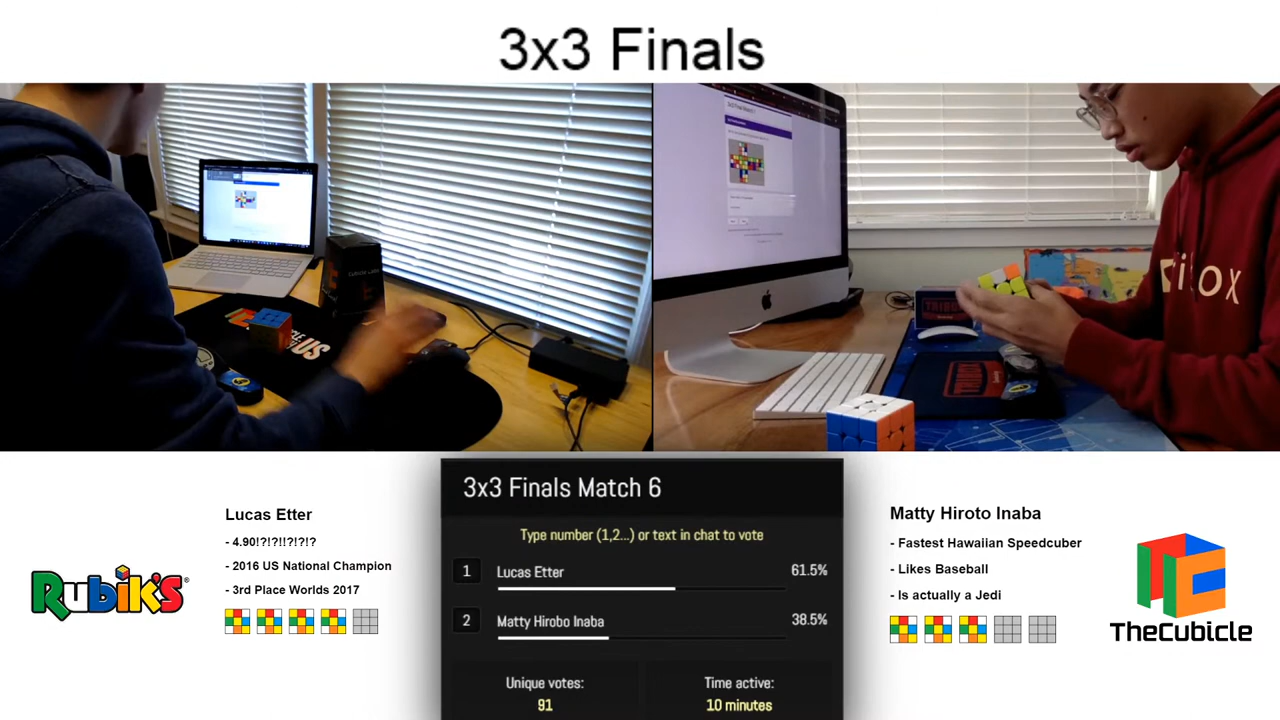 3x3 Finals
US
TRIBOX
TRIBOX
3x3 Finals Match 6
Type number (1,2...) or text in chat to vote
1 Lucas Etter 61.5%
2 Matty Hirobo Inaba 38.5%
Unique votes: Time active:
91 10 minutes
Lucas Etter
- 4.90!?!?!!?!?!?
- 2016 US National Champion
- 3rd Place Worlds 2017
RUBIK'S®
Matty Hiroto Inaba
- Fastest Hawaiian Speedcuber
- Likes Baseball
- Is actually a Jedi
TheCubicle